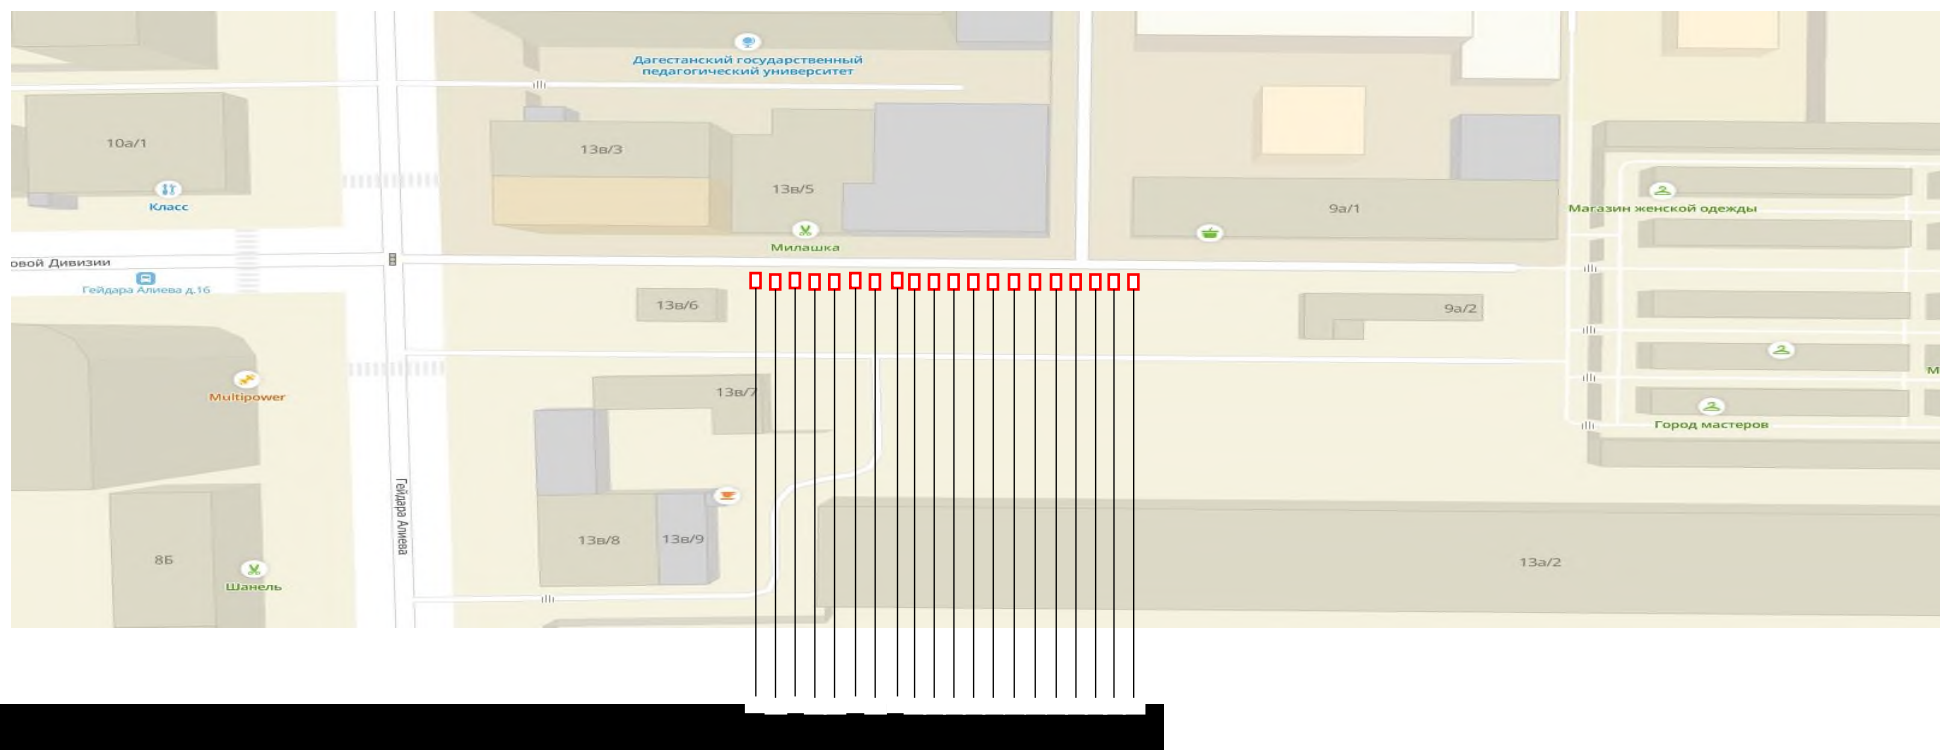 Дагестанский государственный
педагогический университет
10а/1
13в/3
13в/5
9а/1
Класс
Магазин женской одежды
Милашка
овой Дивизии
Гейдара Алиева д.16
13в/6
9а/2
13в/7
Multipower
М
Город мастеров
Гейдара Алиева
13в/8
13в/9
8Б
13а/2
Шанель